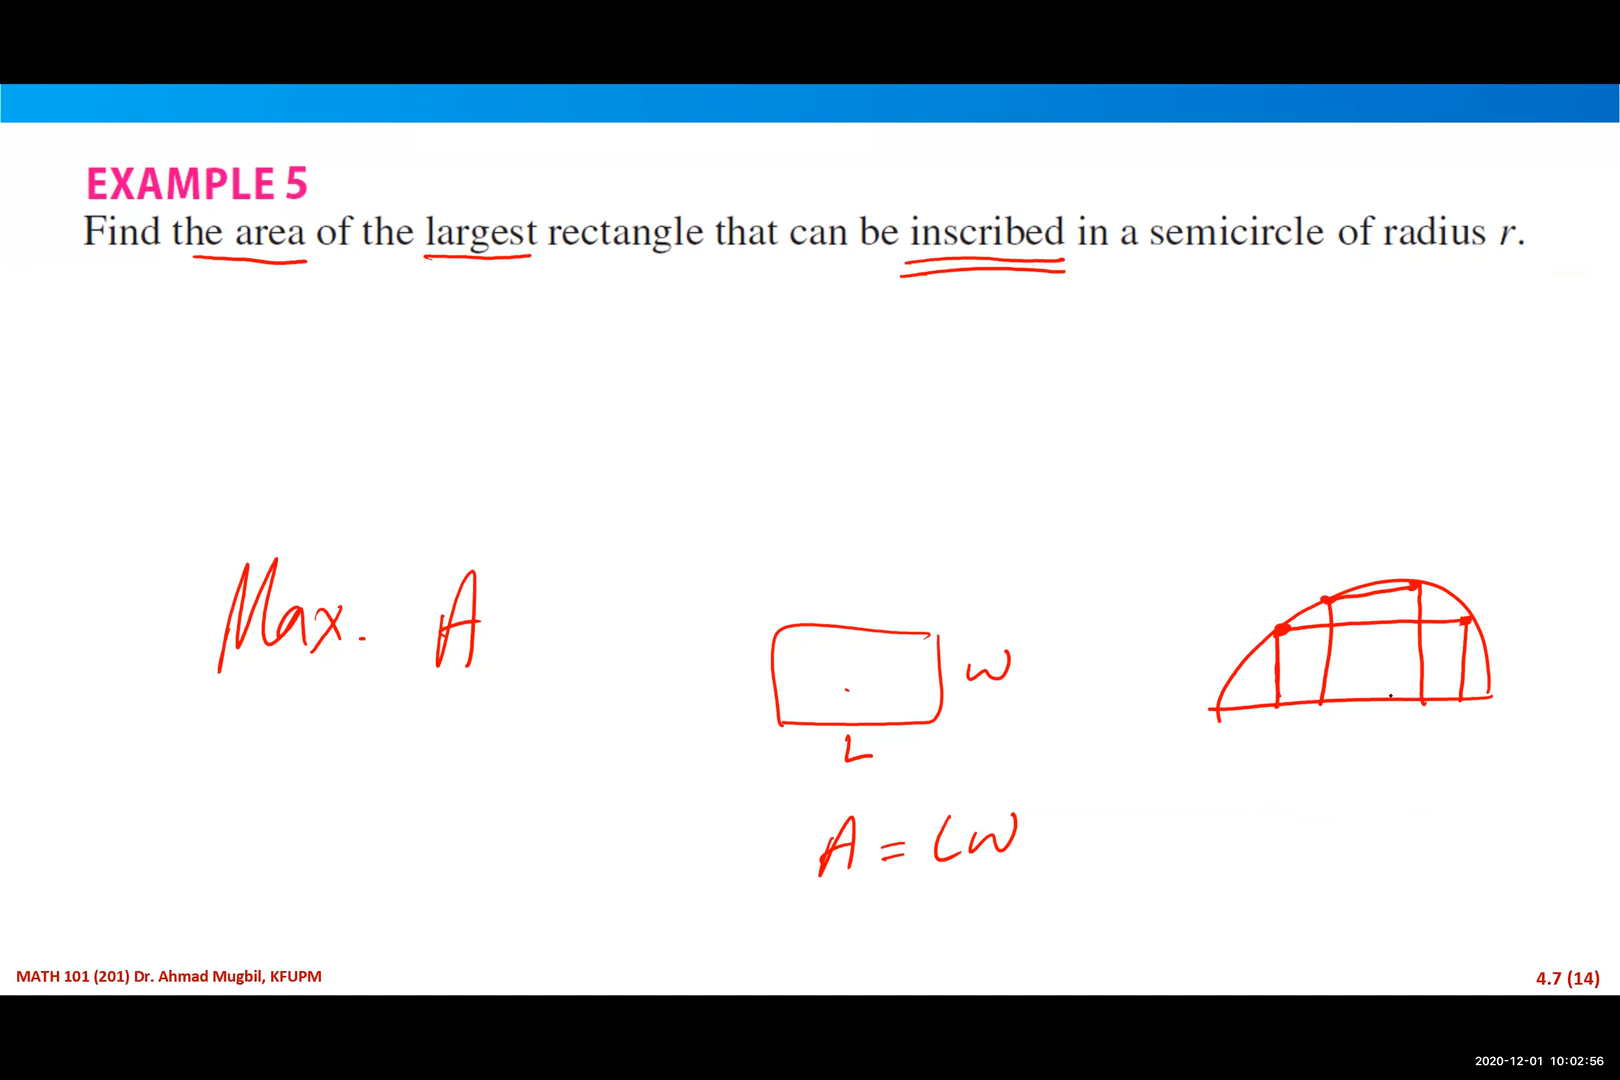 EXAMPLE 5
Find the area of the largest rectangle that can be inscribed in a semicircle of radius r.
Max. A
w
L
A = Lw
MATH 101 (201) Dr. Ahmad Mugbil, KFUPM
4.7 (14)
2020-12-01 10:02:56